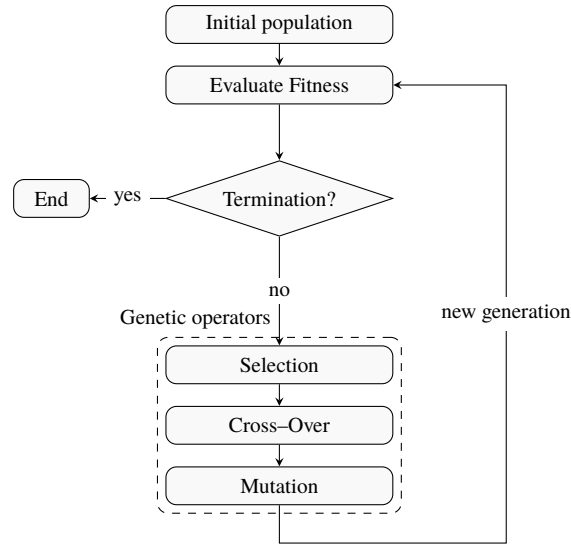 Initial population
Evaluate Fitness
Termination?
yes
End
no
new generation
Genetic operators
Selection
Cross–Over
Mutation